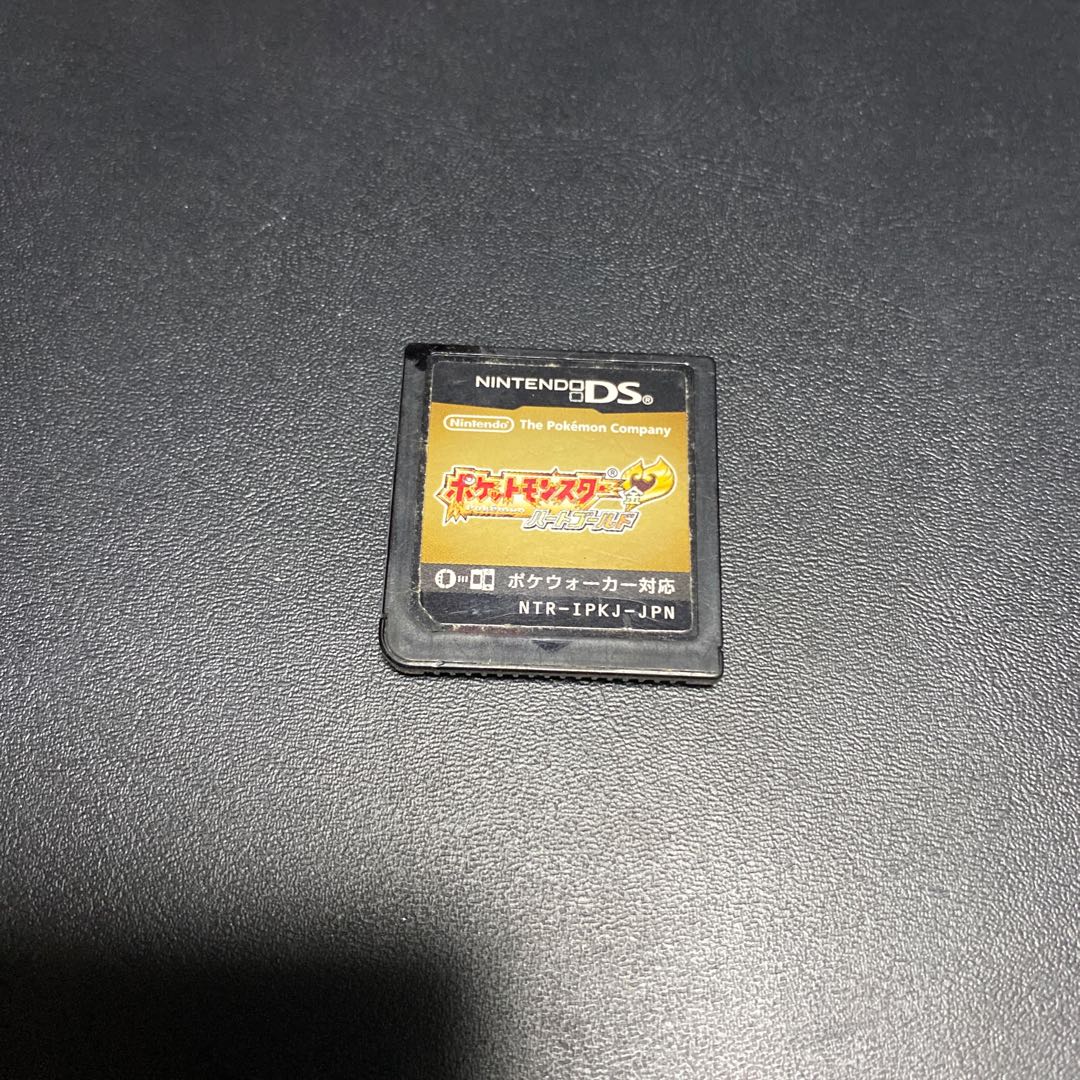 NINTENDO DS®
Nintendo® The Pokémon Company
ポケットモンスター®
金
ハートゴールド
ポケウォーカー対応
NTR-IPKJ-JPN